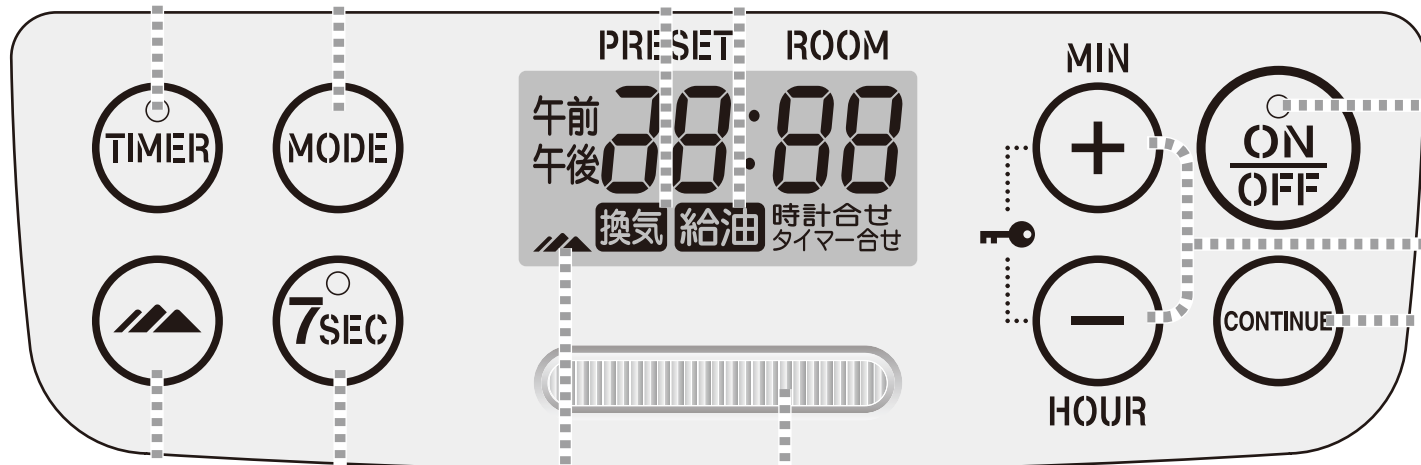 PRESET ROOM
MIN
TIMER
MODE
午前
午後
28:88
ON
OFF
換気 給油
時計合せ
タイマー合せ
7SEC
CONTINUE
HOUR